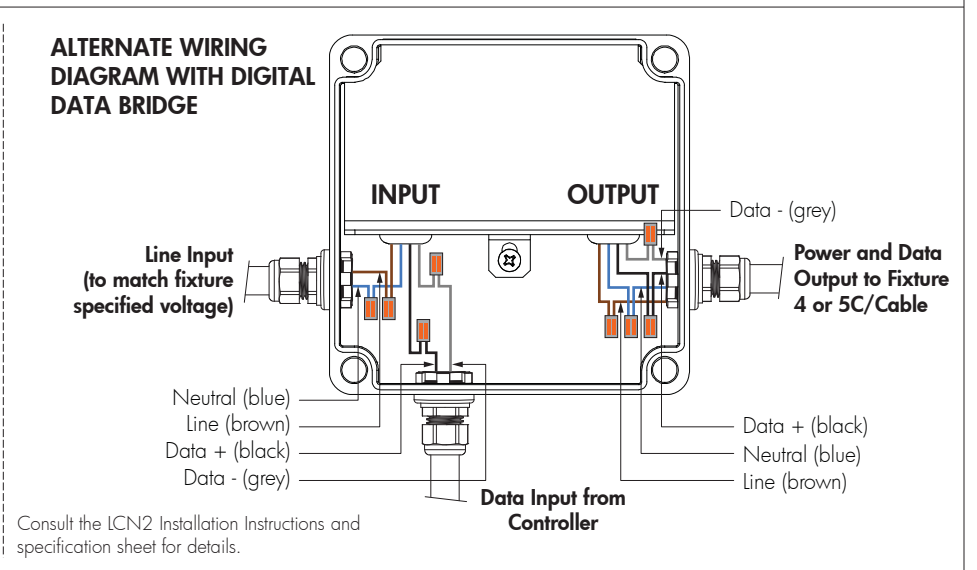 ALTERNATE WIRING
DIAGRAM WITH DIGITAL
DATA BRIDGE
INPUT
OUTPUT
Data - (grey)
Line Input
(to match fixture
specified voltage)
Power and Data
Output to Fixture
4 or 5C/Cable
Neutral (blue)
Line (brown)
Data + (black)
Data - (grey)
Data + (black)
Neutral (blue)
Line (brown)
Data Input from
Controller
Consult the LCN2 Installation Instructions and
specification sheet for details.